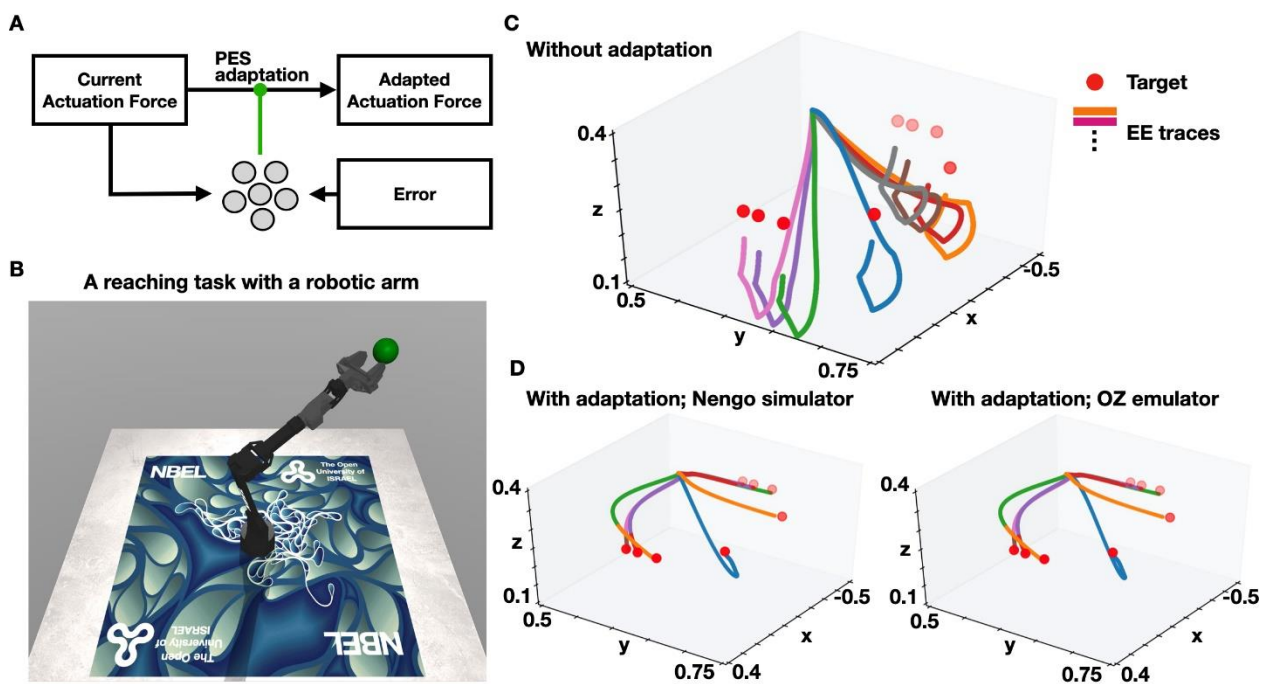 A
PES
adaptation
Current
Actuation Force
Adapted
Actuation Force
Error
B
A reaching task with a robotic arm
NBEL
The Open
University of
ISRAEL
The Open
University of
ISRAEL
NBEL
C
Without adaptation
Target
EE traces
0.4
z
0.1
0.5
y
0.75
x
-0.5
D
With adaptation; Nengo simulator
0.4
z
0.1
0.5
y
0.75
0.4
x
-0.5
With adaptation; OZ emulator
0.4
z
0.1
0.5
y
0.75
0.4
x
-0.5